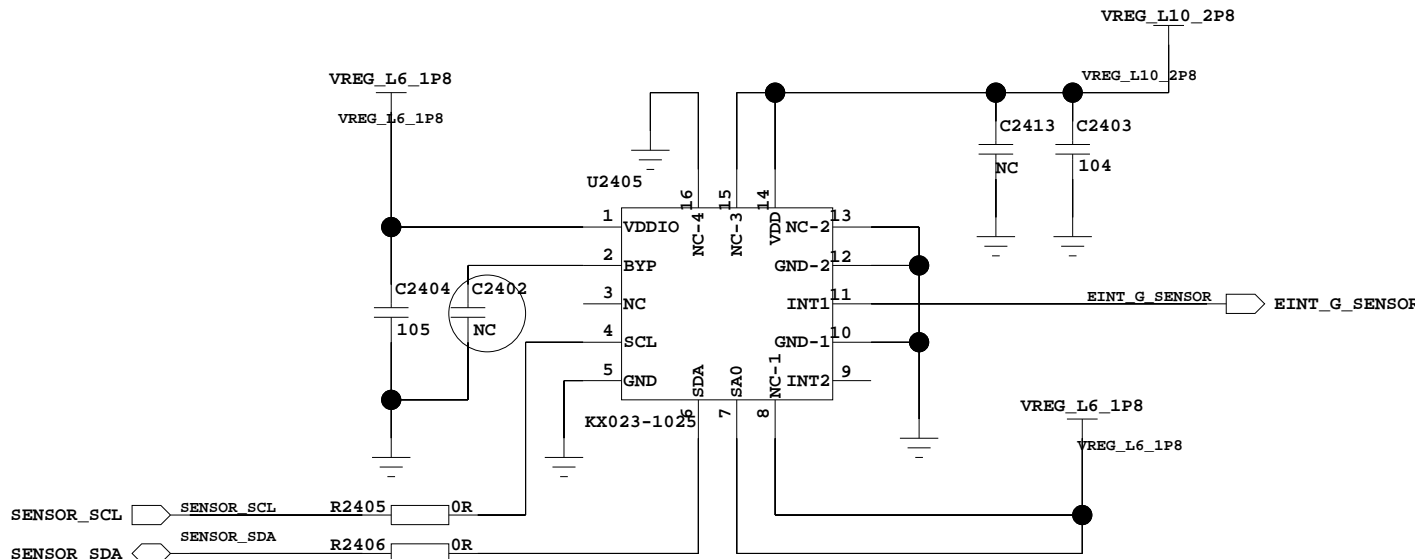 VREG_L10_2P8
VREG_L6_1P8
VREG_L10_2P8
VREG_L6_1P8
C2413
C2403
NC
104
U2405
16
15
14
1
VDDIO
NC-4
NC-3
VDD
NC-2
13
2
BYP
GND-2
12
C2404
C2402
3
NC
INT1
11
EINT_G_SENSOR
EINT_G_SENSOR
105
NC
4
SCL
GND-1
10
5
GND
SDA
SA0
NC-1
INT2
9
KX023-1025
6
7
8
VREG_L6_1P8
VREG_L6_1P8
SENSOR_SCL
SENSOR_SCL
R2405
0R
SENSOR_SDA
SENSOR_SDA
R2406
0R